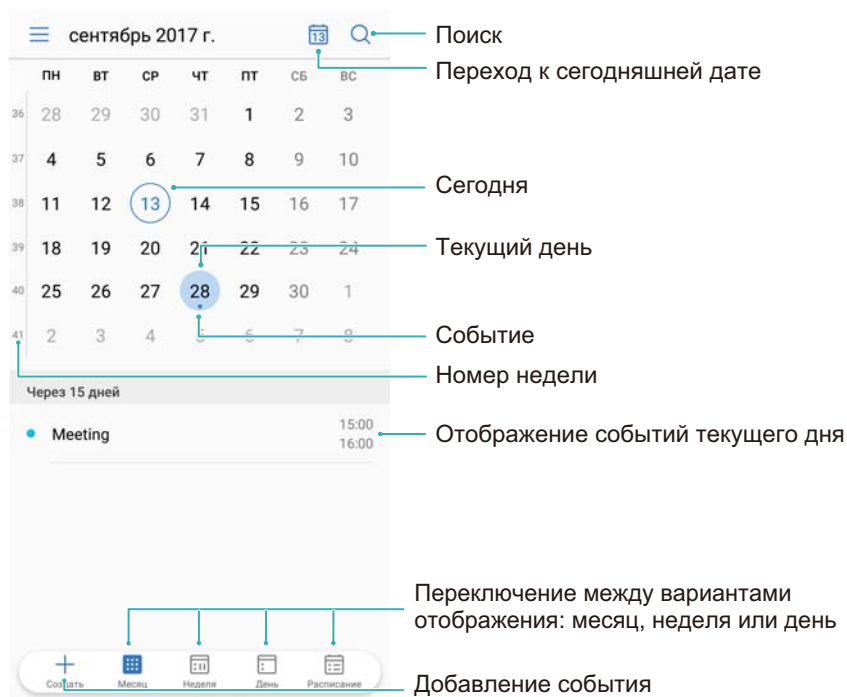 сентябрь 2017 г.
13
Поиск
Переход к сегодняшней дате
ПН ВТ СР ЧТ ПТ СБ ВС
36 28 29 30 31 1 2 3
37 4 5 6 7 8 9 10
38 11 12 13 14 15 16 17
Сегодня
39 18 19 20 21 22 23 24
Текущий день
40 25 26 27 28 29 30 1
41 2 3 4 5 6 7 8
Событие
Номер недели
Через 15 дней
Meeting
15:00
16:00
Отображение событий текущего дня
Переключение между вариантами
отображения: месяц, неделя или день
Создать Месяц Неделя День Расписание
Добавление события